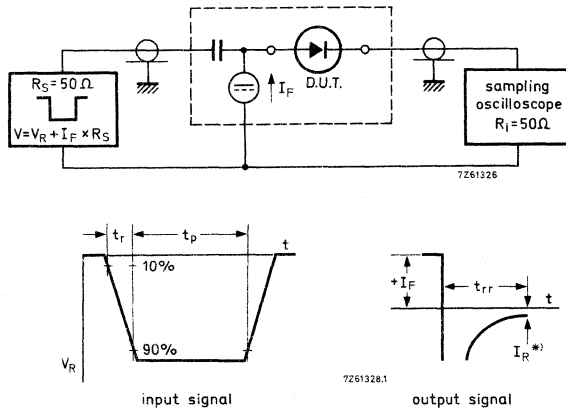 R_S = 50 Ω
V = V_R + I_F × R_S
I_F
D.U.T.
sampling
oscilloscope
R_i = 50Ω
7Z61326
t_r
t_p
t
10%
90%
V_R
input signal
+I_F
t_rr
t
I_R *)
7Z61328.1
output signal